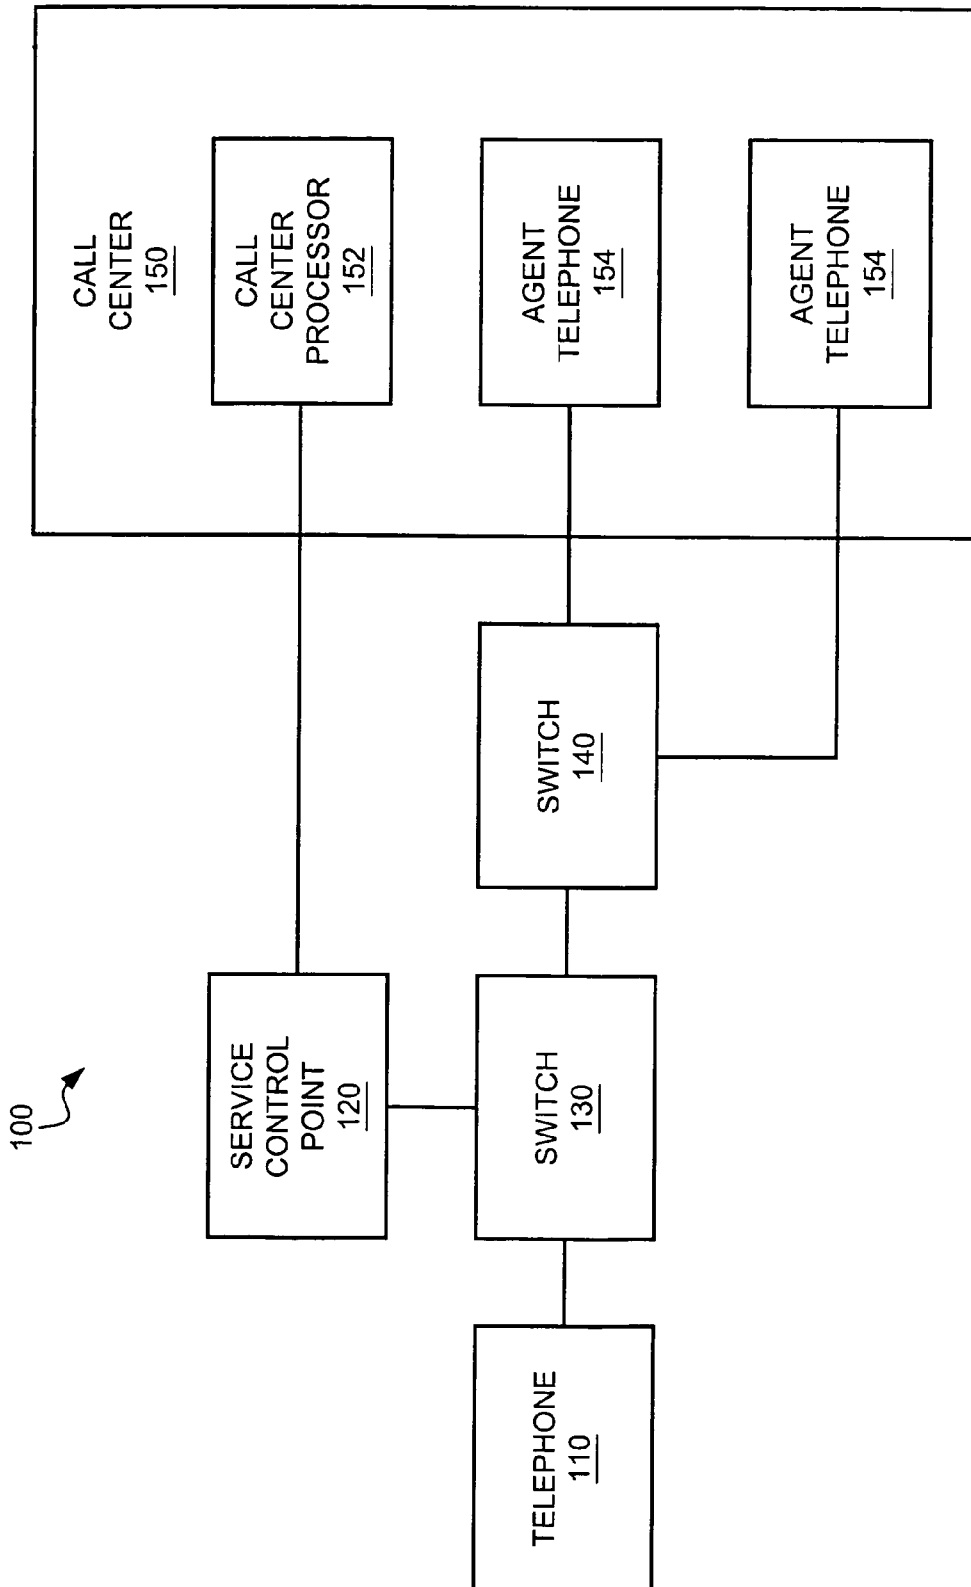 100
CALL
CENTER
150
SERVICE
CONTROL
POINT
120
CALL
CENTER
PROCESSOR
152
TELEPHONE
110
SWITCH
130
SWITCH
140
AGENT
TELEPHONE
154
AGENT
TELEPHONE
154